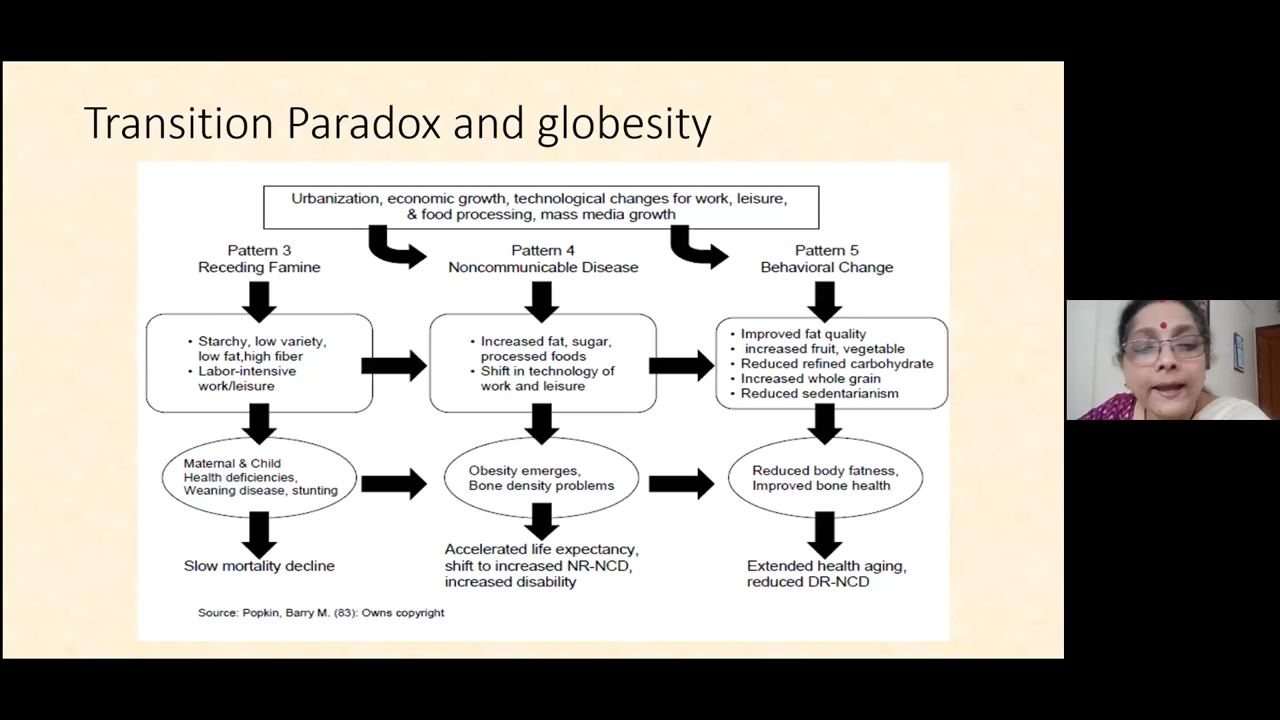 Transition Paradox and globesity
Urbanization, economic growth, technological changes for work, leisure,
& food processing, mass media growth
Pattern 3
Receding Famine
Pattern 4
Noncommunicable Disease
Pattern 5
Behavioral Change
• Starchy, low variety,
low fat,high fiber
• Labor-intensive
work/leisure
• Increased fat, sugar,
processed foods
• Shift in technology of
work and leisure
• Improved fat quality
• increased fruit, vegetable
• Reduced refined carbohydrate
• Increased whole grain
• Reduced sedentarianism
Maternal & Child
Health deficiencies,
Weaning disease, stunting
Obesity emerges,
Bone density problems
Reduced body fatness,
Improved bone health
Slow mortality decline
Accelerated life expectancy,
shift to increased NR-NCD,
increased disability
Extended health aging,
reduced DR-NCD
Source: Popkin, Barry M. (83): Owns copyright